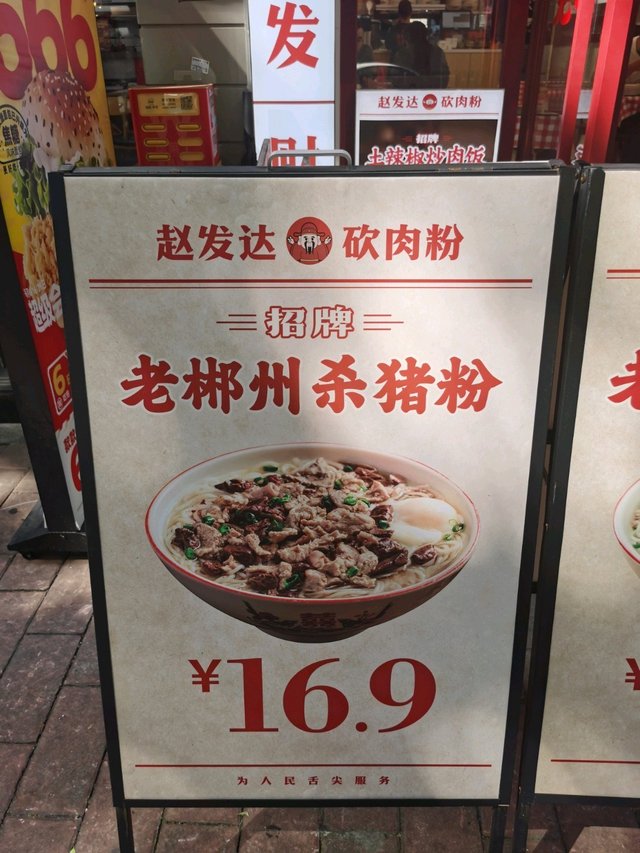 发
赵发达 砍肉粉
招牌
土辣椒炒肉饭
赵发达 砍肉粉
招牌
老郴州杀猪粉
¥16.9
为人民舌尖服务